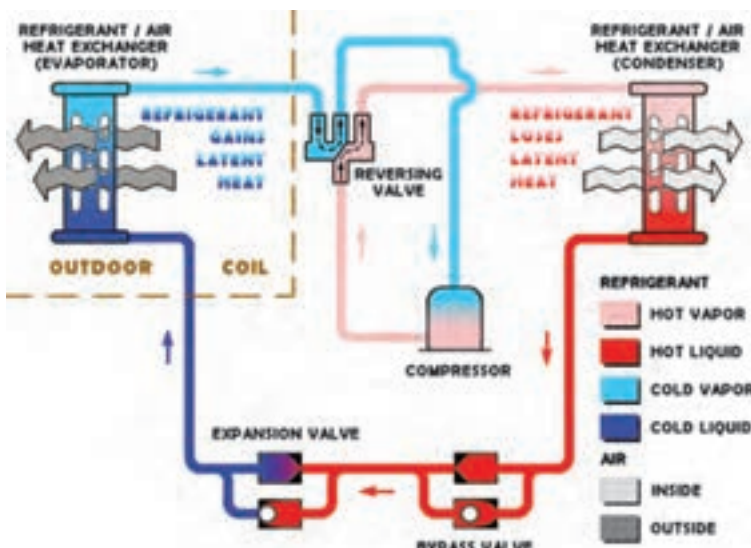 REFRIGERANT / AIR
HEAT EXCHANGER
(EVAPORATOR)
REFRIGERANT / AIR
HEAT EXCHANGER
(CONDENSER)
REFRIGERANT
GAINS
LATENT
HEAT
REVERSING
VALVE
REFRIGERANT
LOSES
LATENT
HEAT
OUTDOOR COIL
COMPRESSOR
EXPANSION VALVE
BYPASS VALVE
REFRIGERANT
HOT VAPOR
HOT LIQUID
COLD VAPOR
COLD LIQUID
AIR
INSIDE
OUTSIDE